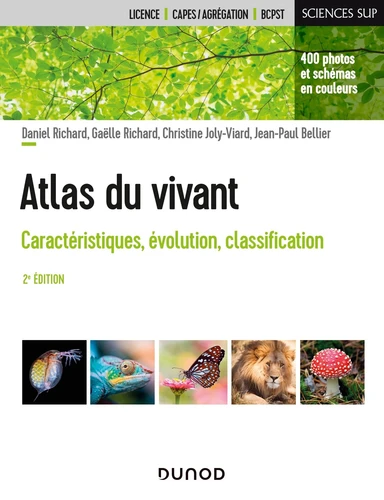 LICENCE | CAPES / AGRÉGATION | BCPST SCIENCES SUP
400 photos
et schémas
en couleurs
Daniel Richard, Gaëlle Richard, Christine Joly-Viard, Jean-Paul Bellier
Atlas du vivant
Caractéristiques, évolution, classification
2e ÉDITION
DUNOD